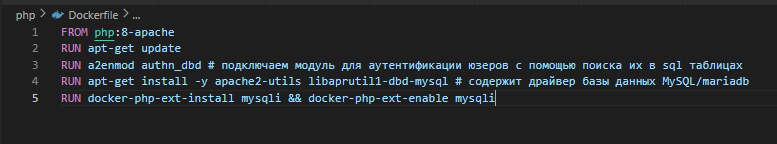 php > Dockerfile > ...
1 FROM php:8-apache
2 RUN apt-get update
3 RUN a2enmod authn_dbd # подключаем модуль для аутентификации юзеров с помощью поиска их в sql таблицах
4 RUN apt-get install -y apache2-utils libaprutil1-dbd-mysql # содержит драйвер базы данных MySQL/mariadb
5 RUN docker-php-ext-install mysqli && docker-php-ext-enable mysqli